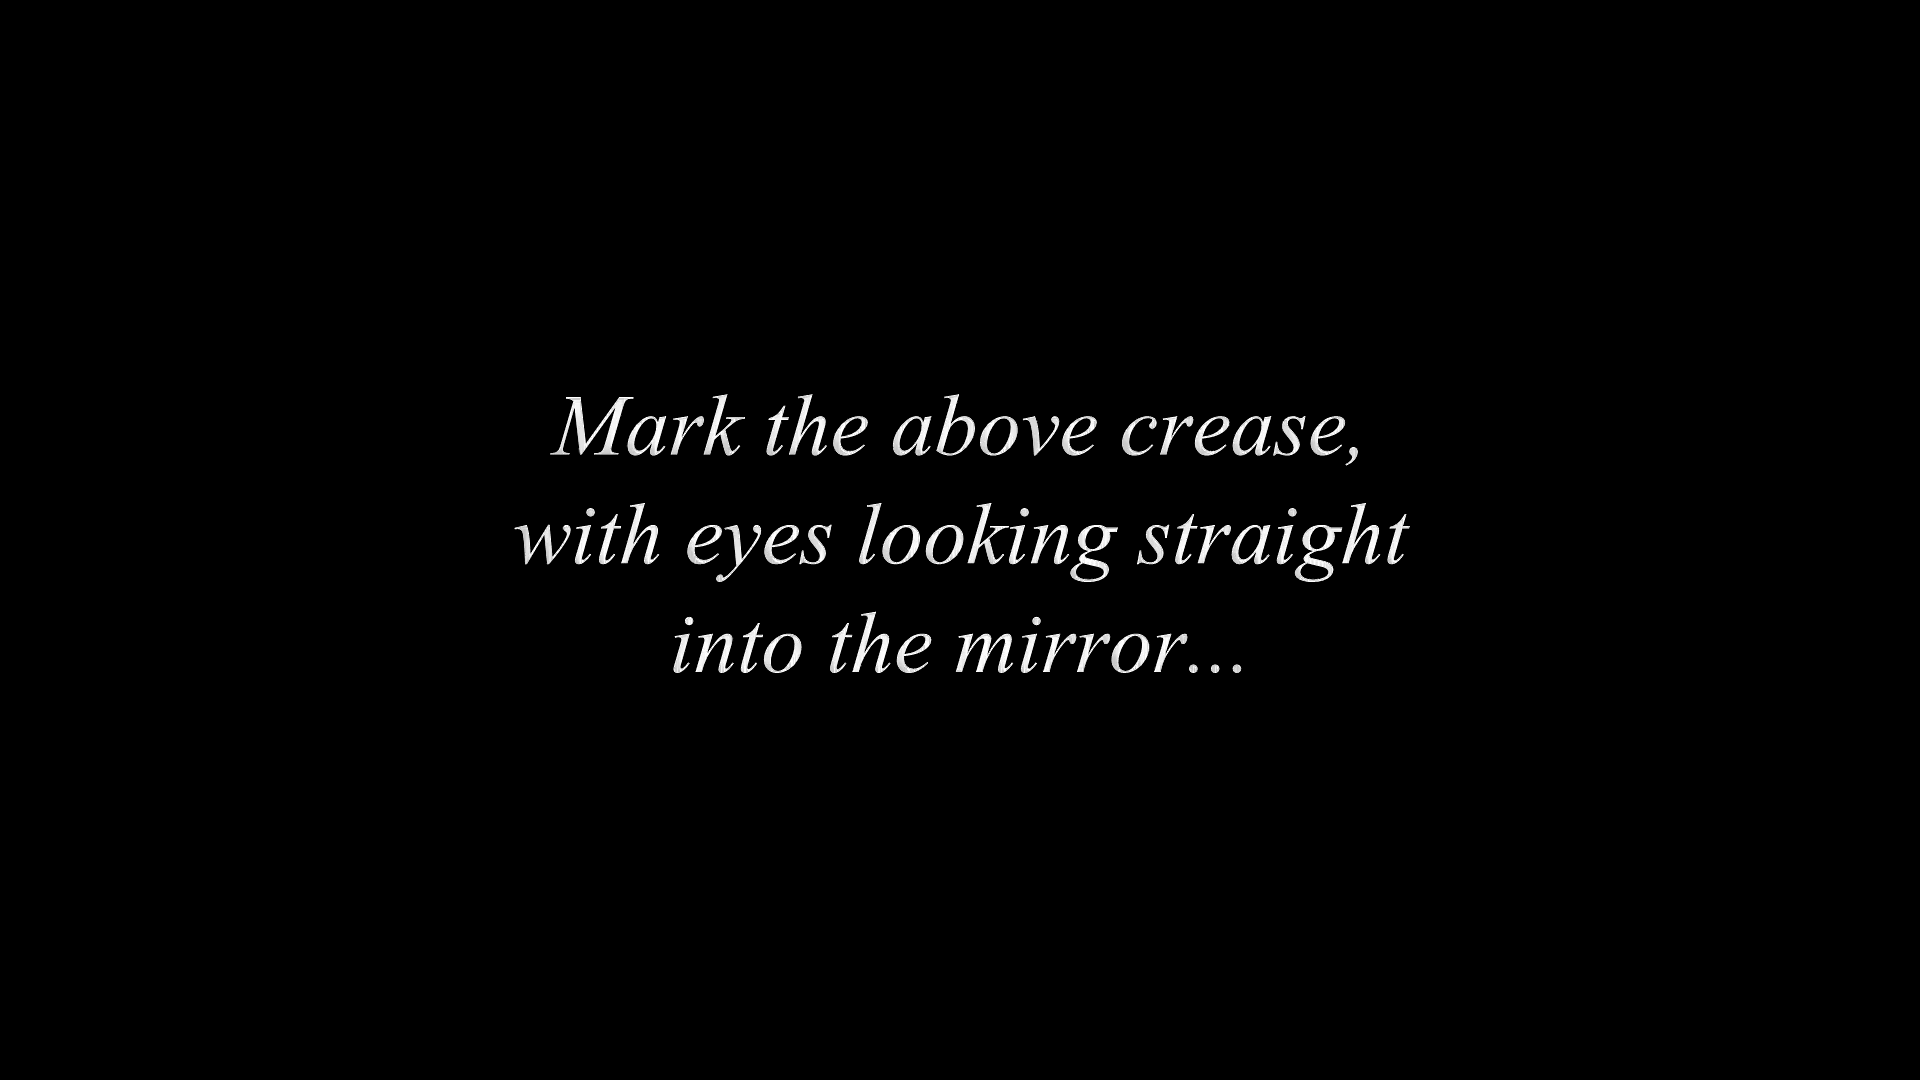 Mark the above crease,
with eyes looking straight
into the mirror...